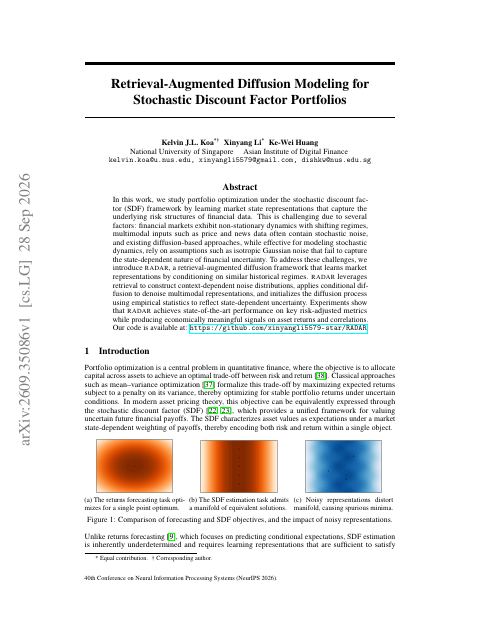 Retrieval-Augmented Diffusion Modeling for
Stochastic Discount Factor Portfolios
Kelvin J.L. Koa*† Xinyang Li* Ke-Wei Huang
National University of Singapore Asian Institute of Digital Finance
kelvin.koa@u.nus.edu, xinyangli5579@gmail.com, dishkw@nus.edu.sg
Abstract
In this work, we study portfolio optimization under the stochastic discount fac-
tor (SDF) framework by learning market state representations that capture the
underlying risk structures of financial data. This is challenging due to several
factors: financial markets exhibit non-stationary dynamics with shifting regimes,
multimodal inputs such as price and news data often contain stochastic noise,
and existing diffusion-based approaches, while effective for modeling stochastic
dynamics, rely on assumptions such as isotropic Gaussian noise that fail to capture
the state-dependent nature of financial uncertainty. To address these challenges, we
introduce RADAR, a retrieval-augmented diffusion framework that learns market
representations by conditioning on similar historical regimes. RADAR leverages
retrieval to construct context-dependent noise distributions, applies conditional dif-
fusion to denoise multimodal representations, and initializes the diffusion process
using empirical statistics to reflect state-dependent uncertainty. Experiments show
that RADAR achieves state-of-the-art performance on key risk-adjusted metrics
while producing economically meaningful signals on asset returns and correlations.
Our code is available at: https://github.com/xinyangli5579-star/RADAR
1 Introduction
Portfolio optimization is a central problem in quantitative finance, where the objective is to allocate
capital across assets to achieve an optimal trade-off between risk and return [38]. Classical approaches
such as mean–variance optimization [37] formalize this trade-off by maximizing expected returns
subject to a penalty on its variance, thereby optimizing for stable portfolio returns under uncertain
conditions. In modern asset pricing theory, this objective can be equivalently expressed through
the stochastic discount factor (SDF) [22, 23], which provides a unified framework for valuing
uncertain future financial payoffs. The SDF characterizes asset values as expectations under a market
state-dependent weighting of payoffs, thereby encoding both risk and return within a single object.
(a) The returns forecasting task opti-
mizes for a single point optimum.
(b) The SDF estimation task admits
a manifold of equivalent solutions.
(c) Noisy representations distort
manifold, causing spurious minima.
Figure 1: Comparison of forecasting and SDF objectives, and the impact of noisy representations.
Unlike returns forecasting [9], which focuses on predicting conditional expectations, SDF estimation
is inherently underdetermined and requires learning representations that are sufficient to satisfy
* Equal contribution. † Corresponding author.
40th Conference on Neural Information Processing Systems (NeurIPS 2026).
arXiv:2609.35086v1 [cs.LG] 28 Sep 2026